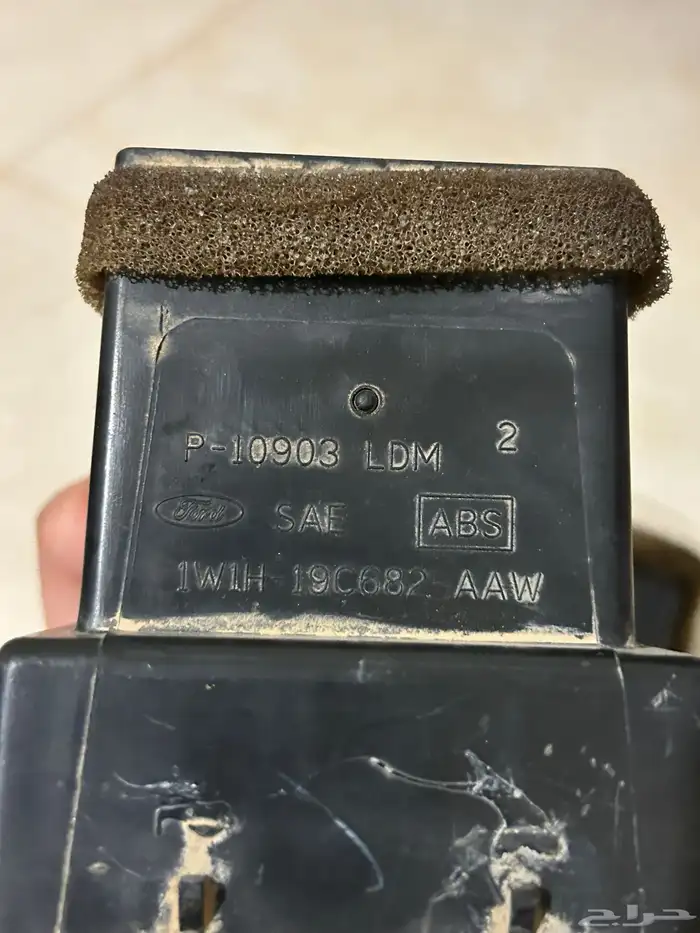 P-10903 LDM 2
Ford SAE ABS
1W1H-19C682-AAW
حراج